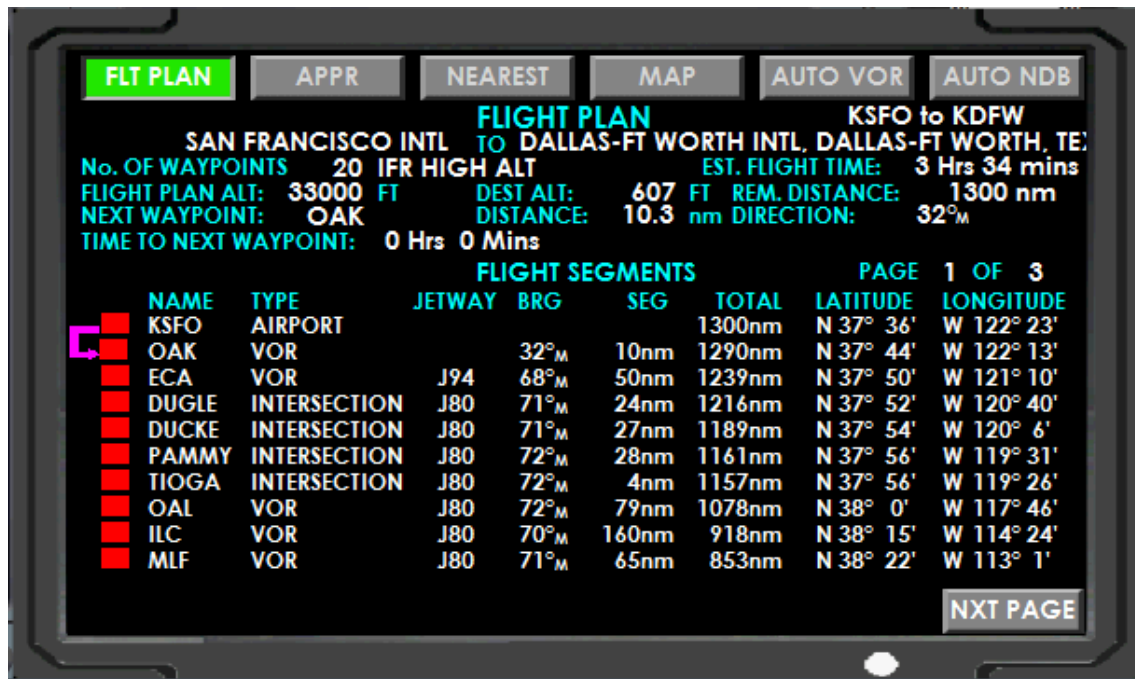 FLT PLAN APPR NEAREST MAP AUTO VOR AUTO NDB
FLIGHT PLAN KSFO to KDFW
SAN FRANCISCO INTL TO DALLAS-FT WORTH INTL, DALLAS-FT WORTH, TE
No. OF WAYPOINTS 20 IFR HIGH ALT EST. FLIGHT TIME: 3 Hrs 34 mins
FLIGHT PLAN ALT: 33000 FT DEST ALT: 607 FT REM. DISTANCE: 1300 nm
NEXT WAYPOINT: OAK DISTANCE: 10.3 nm DIRECTION: 32°M
TIME TO NEXT WAYPOINT: 0 Hrs 0 Mins
FLIGHT SEGMENTS PAGE 1 OF 3
NAME TYPE JETWAY BRG SEG TOTAL LATITUDE LONGITUDE
KSFO AIRPORT 1300nm N 37° 36' W 122° 23'
OAK VOR 32°M 10nm 1290nm N 37° 44' W 122° 13'
ECA VOR J94 68°M 50nm 1239nm N 37° 50' W 121° 10'
DUGLE INTERSECTION J80 71°M 24nm 1216nm N 37° 52' W 120° 40'
DUCKE INTERSECTION J80 71°M 27nm 1189nm N 37° 54' W 120° 6'
PAMMY INTERSECTION J80 72°M 28nm 1161nm N 37° 56' W 119° 31'
TIOGA INTERSECTION J80 72°M 4nm 1157nm N 37° 56' W 119° 26'
OAL VOR J80 72°M 79nm 1078nm N 38° 0' W 117° 46'
ILC VOR J80 70°M 160nm 918nm N 38° 15' W 114° 24'
MLF VOR J80 71°M 65nm 853nm N 38° 22' W 113° 1'
NXT PAGE